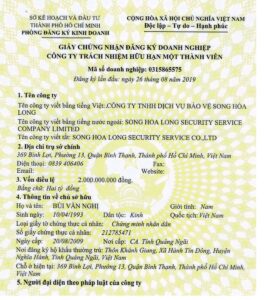 SỞ KẾ HOẠCH VÀ ĐẦU TƯ
THÀNH PHỐ HỒ CHÍ MINH
PHÒNG ĐĂNG KÝ KINH DOANH
CỘNG HÒA XÃ HỘI CHỦ NGHĨA VIỆT NAM
Độc lập – Tự do – Hạnh phúc
GIẤY CHỨNG NHẬN ĐĂNG KÝ DOANH NGHIỆP
CÔNG TY TRÁCH NHIỆM HỮU HẠN MỘT THÀNH VIÊN
Mã số doanh nghiệp: 0315865575
Đăng ký lần đầu: ngày 26 tháng 08 năm 2019
1. Tên công ty
Tên công ty viết bằng tiếng Việt: CÔNG TY TNHH DỊCH VỤ BẢO VỆ SONG HỎA
LONG
Tên công ty viết bằng tiếng nước ngoài: SONG HOA LONG SECURITY SERVICE
COMPANY LIMITED
Tên công ty viết tắt: SONG HOA LONG SECURITY SERVICE CO.,LTD
2. Địa chỉ trụ sở chính
369 Bình Lợi, Phường 13, Quận Bình Thạnh, Thành phố Hồ Chí Minh, Việt Nam
Điện thoại: 0839 406406 Fax:
Email: Website:
3. Vốn điều lệ 2.000.000.000 đồng.
Bằng chữ: Hai tỷ đồng
4. Thông tin về chủ sở hữu
Họ và tên: BÙI VĂN NGHỊ Giới tính: Nam
Sinh ngày: 10/04/1993 Dân tộc: Kinh Quốc tịch: Việt Nam
Loại giấy tờ chứng thực cá nhân: Chứng minh nhân dân
Số giấy chứng thực cá nhân: 212785471
Ngày cấp: 20/08/2009 Nơi cấp: CA. Tỉnh Quảng Ngãi
Nơi đăng ký hộ khẩu thường trú: Thôn Khánh Giang, Xã Hành Tín Đông, Huyện
Nghĩa Hành, Tỉnh Quảng Ngãi, Việt Nam
Chỗ ở hiện tại: 369 Bình Lợi, Phường 13, Quận Bình Thạnh, Thành phố Hồ Chí Minh,
Việt Nam
5. Người đại diện theo pháp luật của công ty